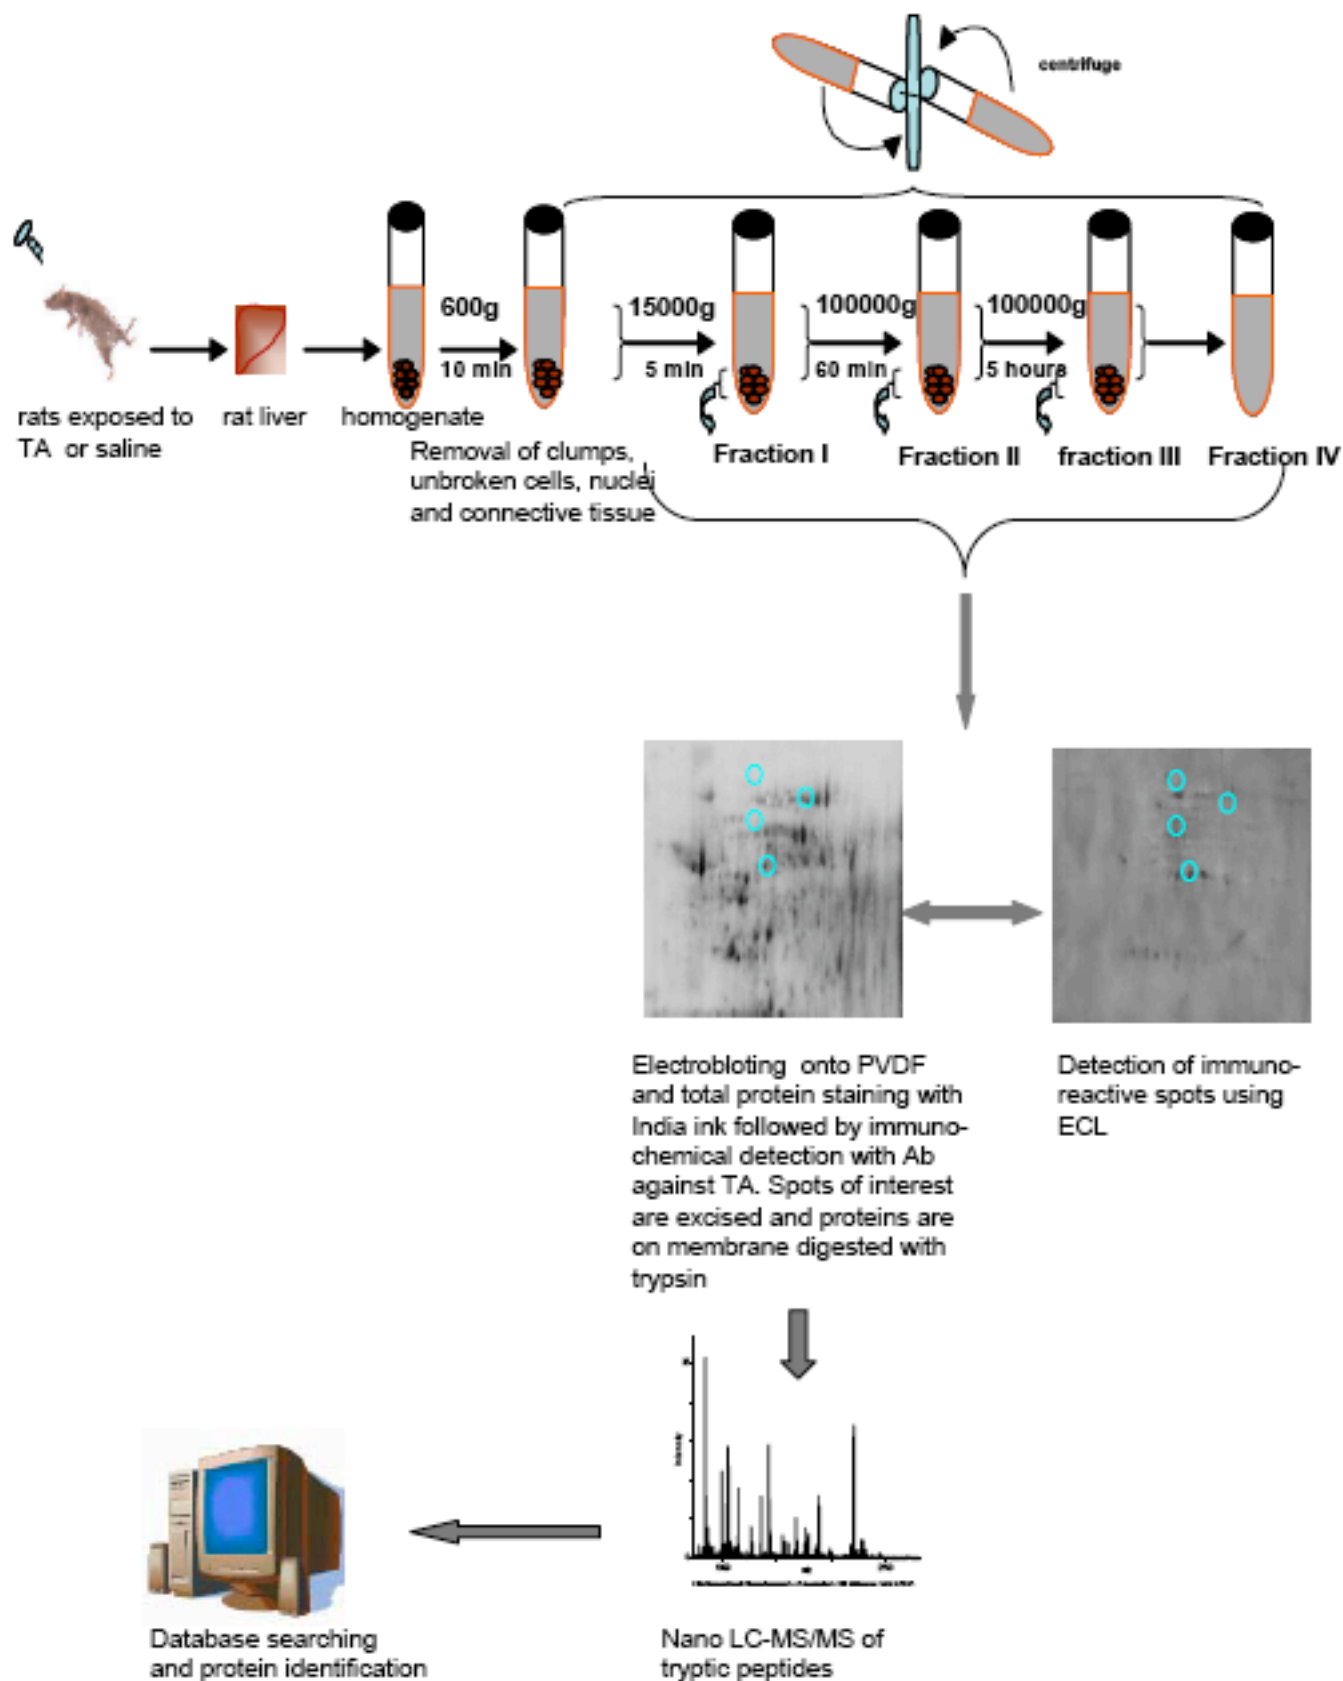 centrifuge
600g
10 min
15000g
5 min
100000g
60 min
100000g
5 hours
rats exposed to
TA or saline
rat liver
homogenate
Removal of clumps,
unbroken cells, nuclei
and connective tissue
Fraction I
Fraction II
fraction III
Fraction IV
Electrobloting onto PVDF
and total protein staining with
India ink followed by immuno-
chemical detection with Ab
against TA. Spots of interest
are excised and proteins are
on membrane digested with
trypsin
Detection of immuno-
reactive spots using
ECL
Intensity
Nano LC-MS/MS of
tryptic peptides
Database searching
and protein identification